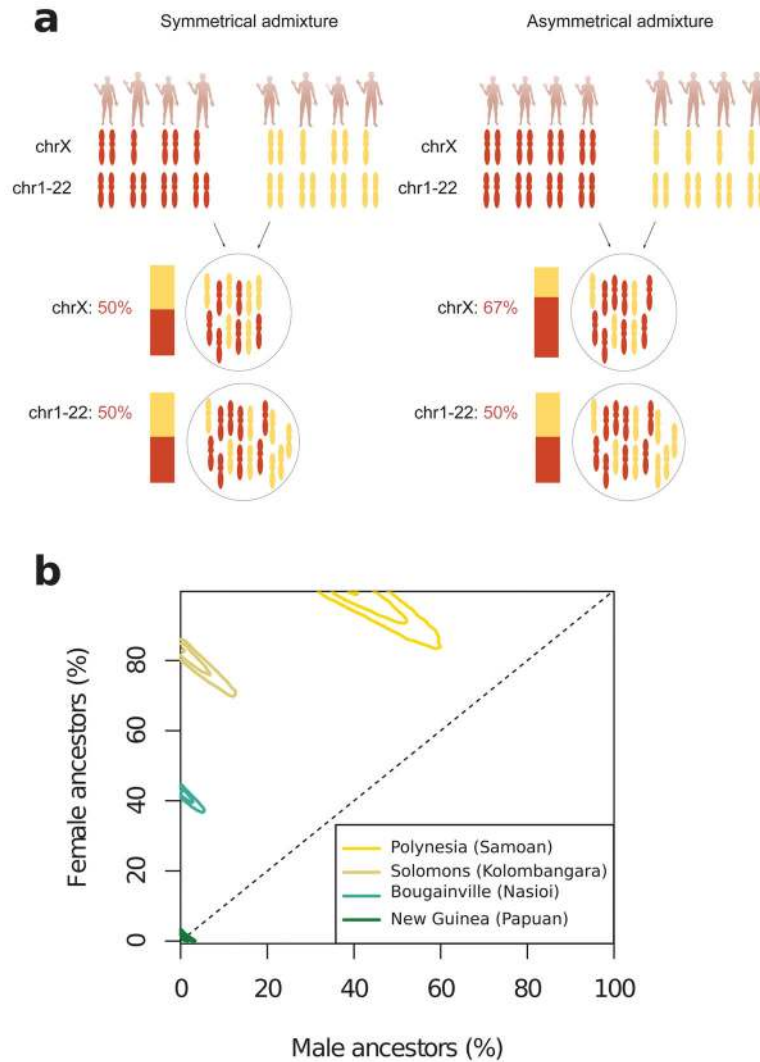 a
Symmetrical admixture
Asymmetrical admixture
chrX
chrX
chr1-22
chr1-22
chrX: 50%
chrX: 67%
chr1-22: 50%
chr1-22: 50%
b
Female ancestors (%)
80
60
40
20
0
Polynesia (Samoan)
Solomons (Kolombangara)
Bougainville (Nasioi)
New Guinea (Papuan)
0 20 40 60 80 100
Male ancestors (%)